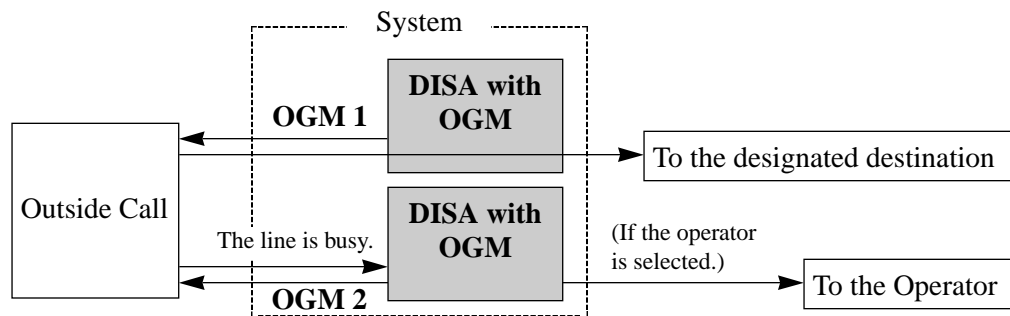 System
DISA with
OGM
OGM 1
To the designated destination
Outside Call
DISA with
OGM
The line is busy.
(If the operator
is selected.)
OGM 2
To the Operator